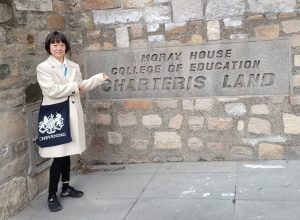 MORAY HOUSE
COLLEGE OF EDUCATION
CHARTERIS LAND
CHEVENING